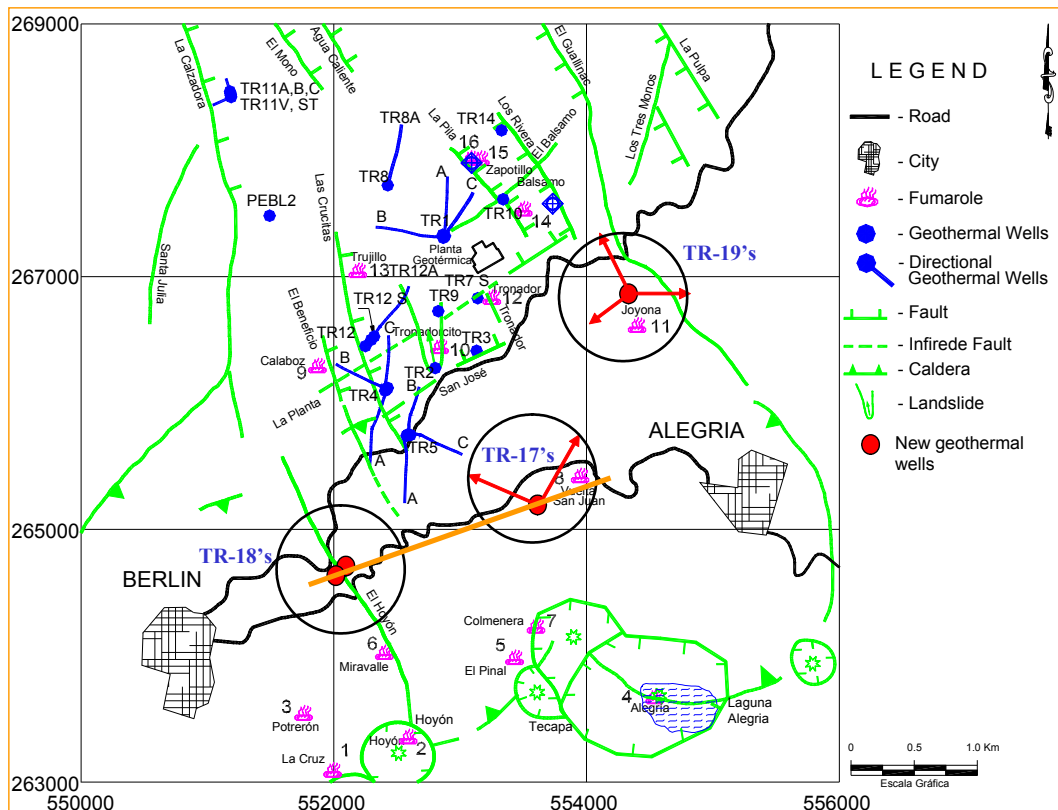 269000
267000
265000
263000
550000
552000
554000
556000
La Calzadora
El Mono
Agua Caliente
El Guallinac
La Pulpa
Los Tres Monos
TR11A,B,C
TR11V, ST
TR8A
TR8
TR14
La Pila
Los Rivera
El Balsamo
16
15
Zapotillo
Balsamo
TR10
14
PEBL2
Las Crucitas
A
C
B
TR1
Planta
Geotérmica
Santa Julia
Trujillo
13
TR12A
TR7 S
12
TR9
Tronador
TR12 S
TR12
Tronadorcito
C
10
TR3
El Beneficio
Calaboz
9
B
TR2
San José
TR4
B
La Planta
TR5
C
A
A
TR-19's
Joyona
11
TR-17's
3
Vuelta
San Juan
ALEGRIA
TR-18's
BERLIN
El Hoyón
6
Miravalle
Colmenera
7
5
El Pinal
3
Potrerón
Hoyón
Hoyón
2
1
La Cruz
Tecapa
4
Alegria
Laguna
Alegria
LEGEND
- Road
- City
- Fumarole
- Geothermal Wells
- Directional
Geothermal Wells
- Fault
- Infirede Fault
- Caldera
- Landslide
New geothermal
wells
0 0.5 1.0 Km
Escala Gráfica